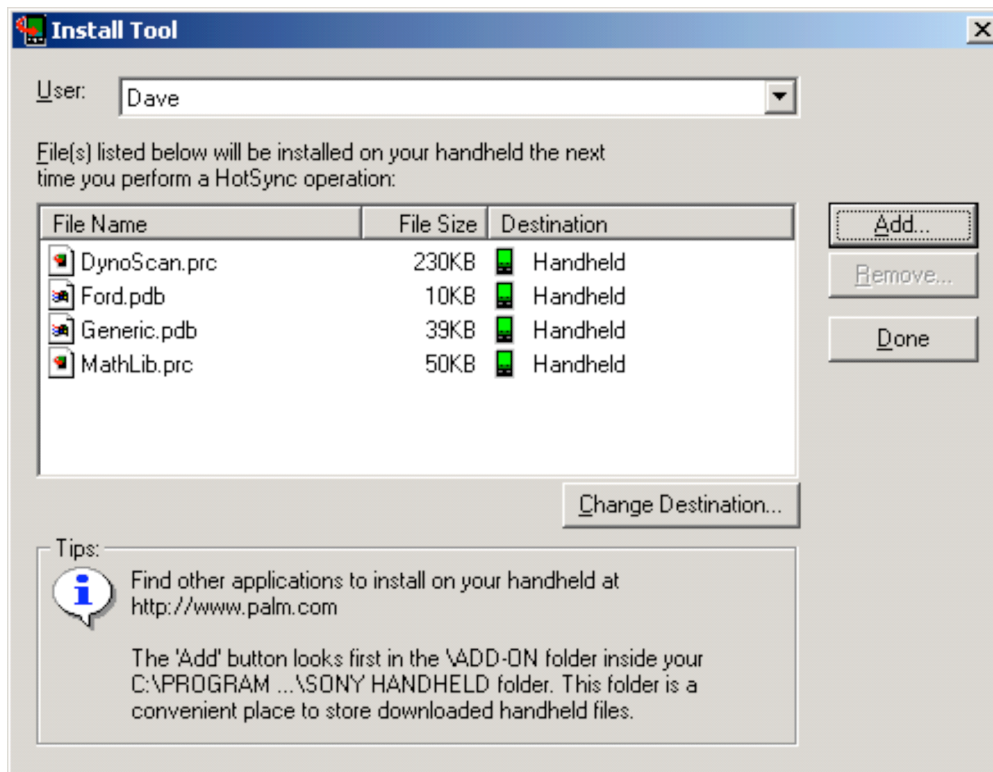 Install Tool
User:
Dave
File(s) listed below will be installed on your handheld the next
time you perform a HotSync operation:
File Name File Size Destination
DynoScan.prc 230KB Handheld
Ford.pdb 10KB Handheld
Generic.pdb 39KB Handheld
MathLib.prc 50KB Handheld
Add...
Remove...
Done
Change Destination...
Tips:
Find other applications to install on your handheld at
http://www.palm.com
The 'Add' button looks first in the \ADD-ON folder inside your
C:\PROGRAM ...\SONY HANDHELD folder. This folder is a
convenient place to store downloaded handheld files.